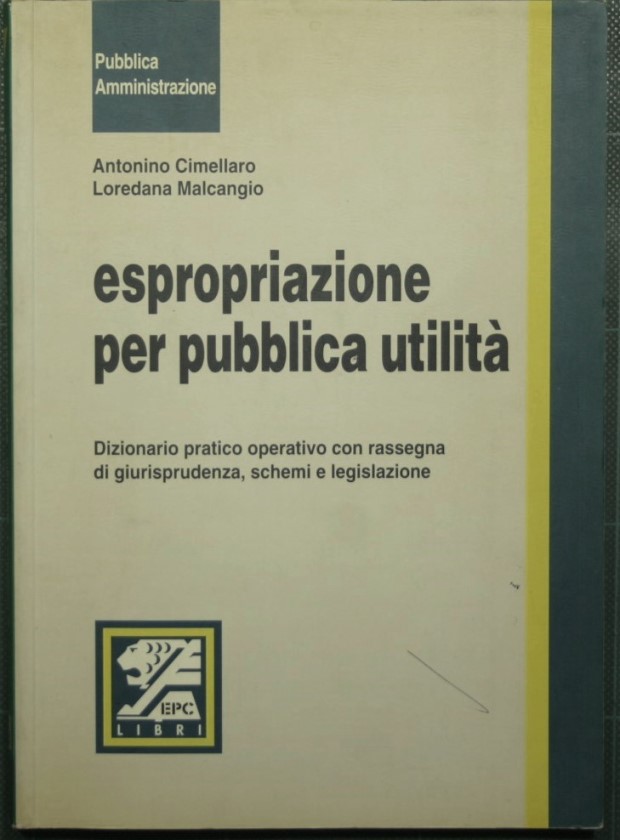 Pubblica
Amministrazione
Antonino Cimellaro
Loredana Malcangio
espropriazione
per pubblica utilità
Dizionario pratico operativo con rassegna
di giurisprudenza, schemi e legislazione
EPC
LIBRI